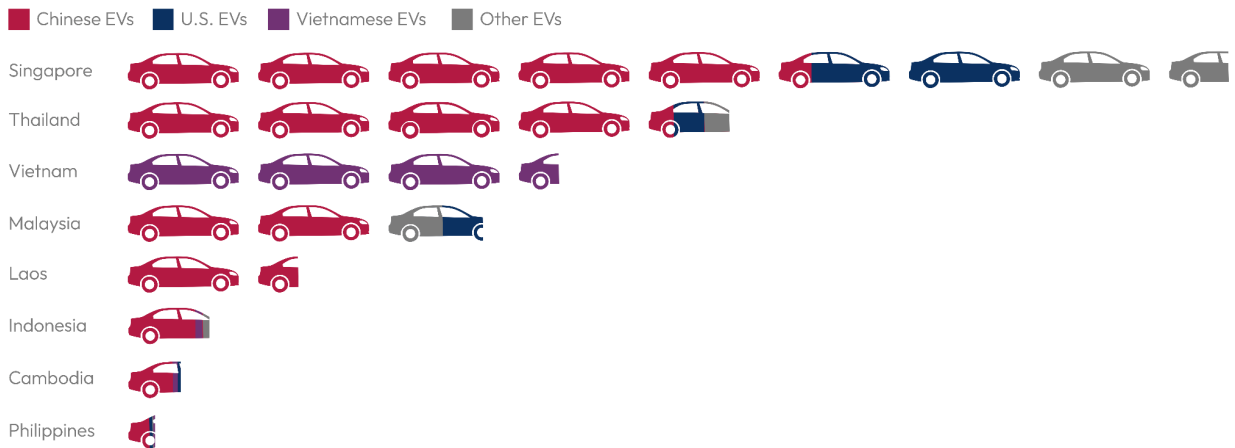 Chinese EVs U.S. EVs Vietnamese EVs Other EVs
Singapore
Thailand
Vietnam
Malaysia
Laos
Indonesia
Cambodia
Philippines